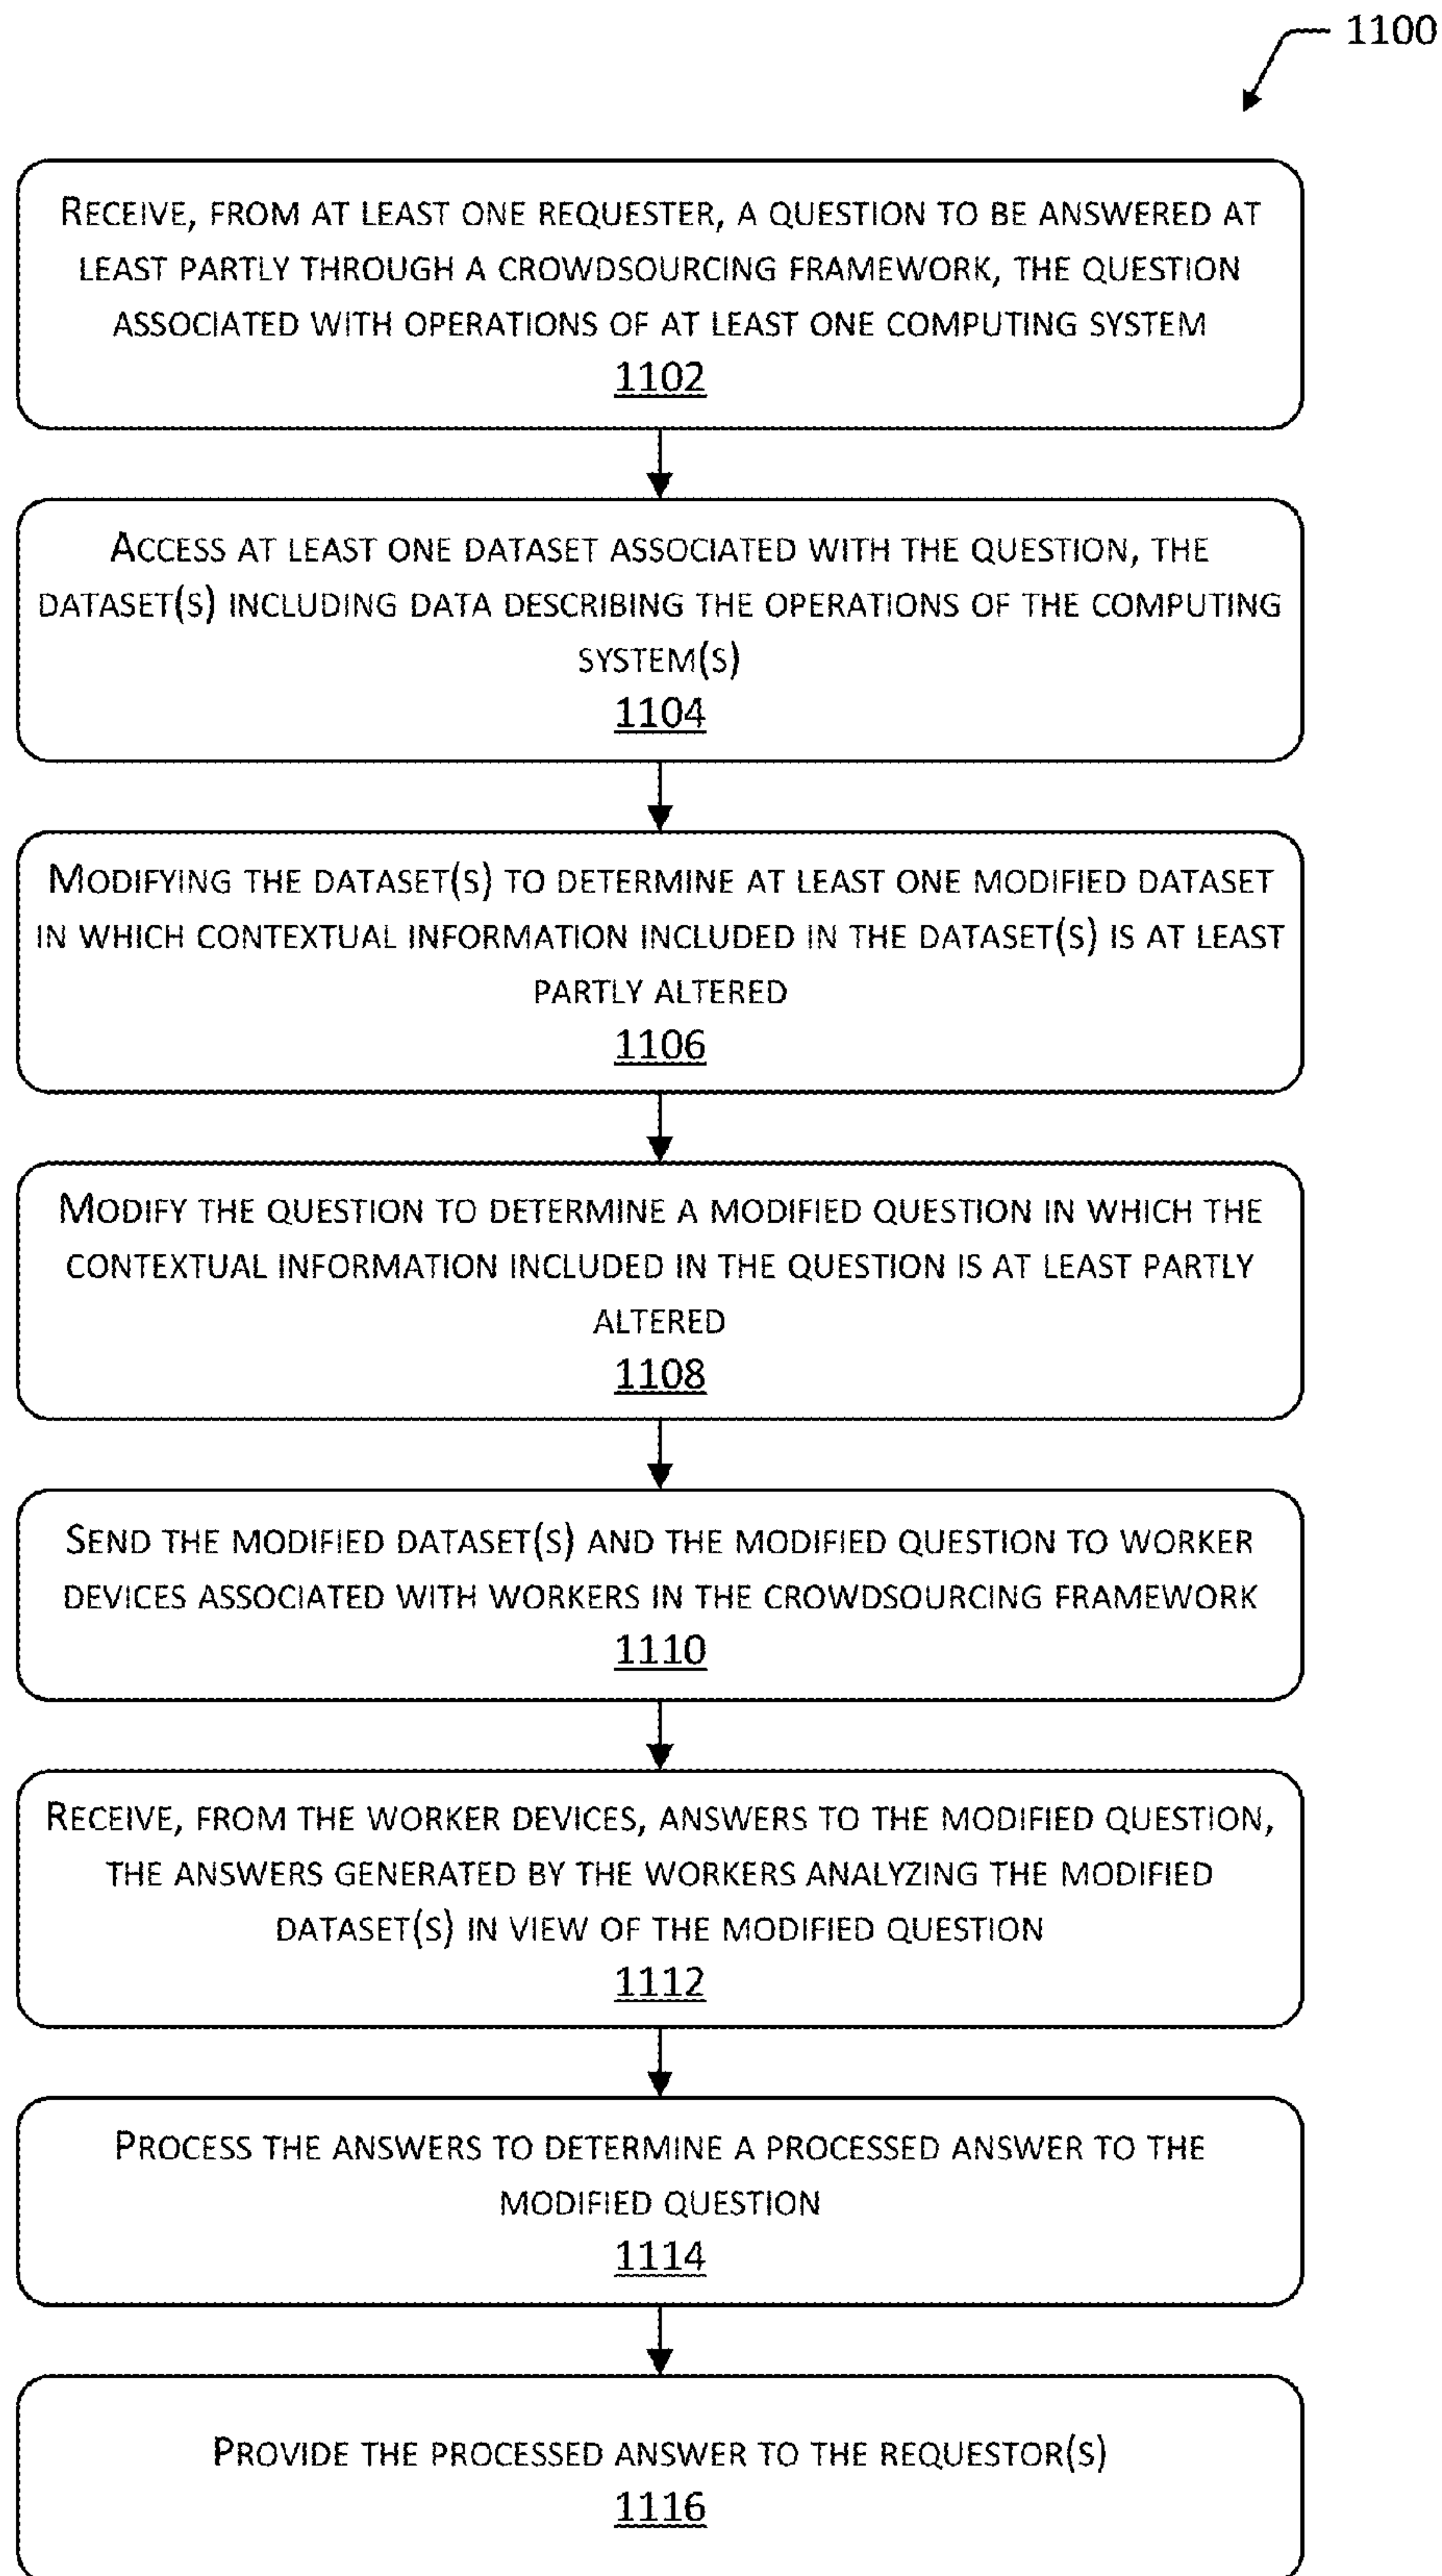 1100
RECEIVE, FROM AT LEAST ONE REQUESTER, A QUESTION TO BE ANSWERED AT
LEAST PARTLY THROUGH A CROWDSOURCING FRAMEWORK, THE QUESTION
ASSOCIATED WITH OPERATIONS OF AT LEAST ONE COMPUTING SYSTEM
1102
ACCESS AT LEAST ONE DATASET ASSOCIATED WITH THE QUESTION, THE
DATASET(S) INCLUDING DATA DESCRIBING THE OPERATIONS OF THE COMPUTING
SYSTEM(S)
1104
MODIFYING THE DATASET(S) TO DETERMINE AT LEAST ONE MODIFIED DATASET
IN WHICH CONTEXTUAL INFORMATION INCLUDED IN THE DATASET(S) IS AT LEAST
PARTLY ALTERED
1106
MODIFY THE QUESTION TO DETERMINE A MODIFIED QUESTION IN WHICH THE
CONTEXTUAL INFORMATION INCLUDED IN THE QUESTION IS AT LEAST PARTLY
ALTERED
1108
SEND THE MODIFIED DATASET(S) AND THE MODIFIED QUESTION TO WORKER
DEVICES ASSOCIATED WITH WORKERS IN THE CROWDSOURCING FRAMEWORK
1110
RECEIVE, FROM THE WORKER DEVICES, ANSWERS TO THE MODIFIED QUESTION,
THE ANSWERS GENERATED BY THE WORKERS ANALYZING THE MODIFIED
DATASET(S) IN VIEW OF THE MODIFIED QUESTION
1112
PROCESS THE ANSWERS TO DETERMINE A PROCESSED ANSWER TO THE
MODIFIED QUESTION
1114
PROVIDE THE PROCESSED ANSWER TO THE REQUESTOR(S)
1116